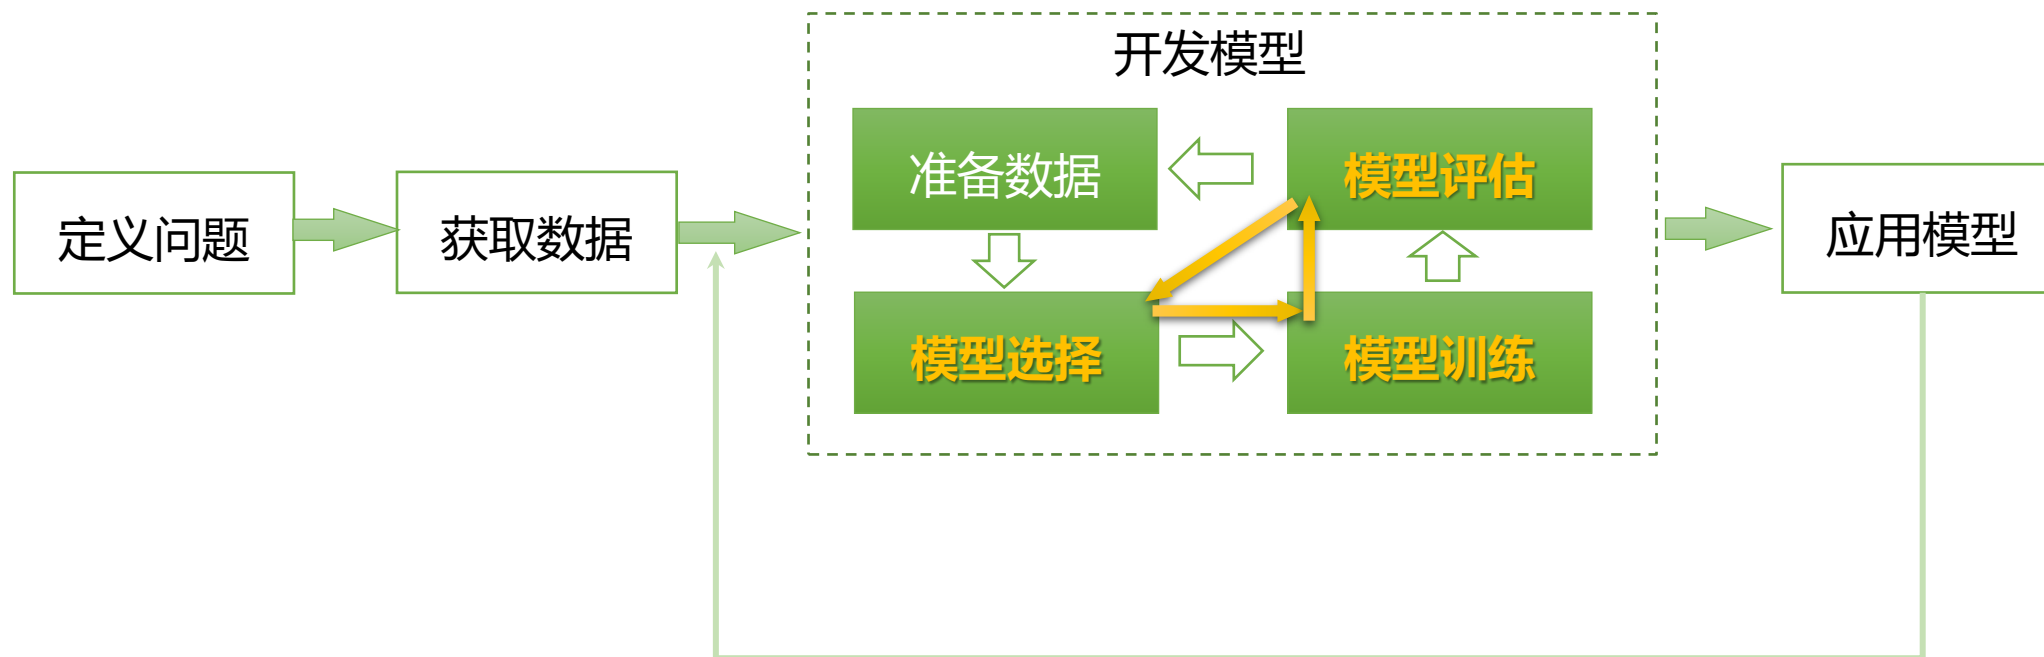 开发模型
准备数据
模型评估
定义问题
获取数据
应用模型
模型选择
模型训练